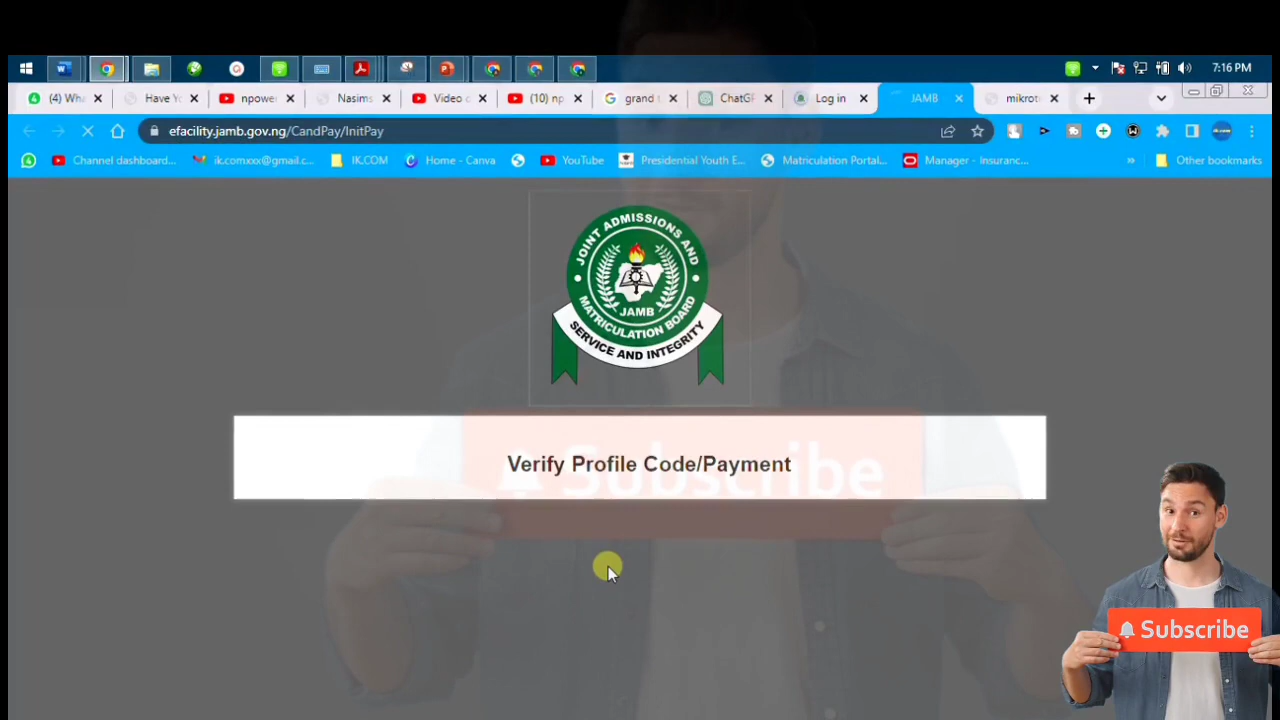 7:16 PM
(4) Wha
Have Yo
npowe
Nasims
Video c
(10) np
grand t
ChatGP
Log in
JAMB
mikrot
efacility.jamb.gov.ng/CandPay/InitPay
Channel dashboard...
ik.comxxx@gmail.c...
IK.COM
Home - Canva
YouTube
Presidential Youth E...
Matriculation Portal...
Manager - Insuranc...
»
Other bookmarks
JOINT ADMISSIONS AND
MATRICULATION BOARD
JAMB
SERVICE AND INTEGRITY
Verify Profile Code/Payment
Subscribe
Subscribe